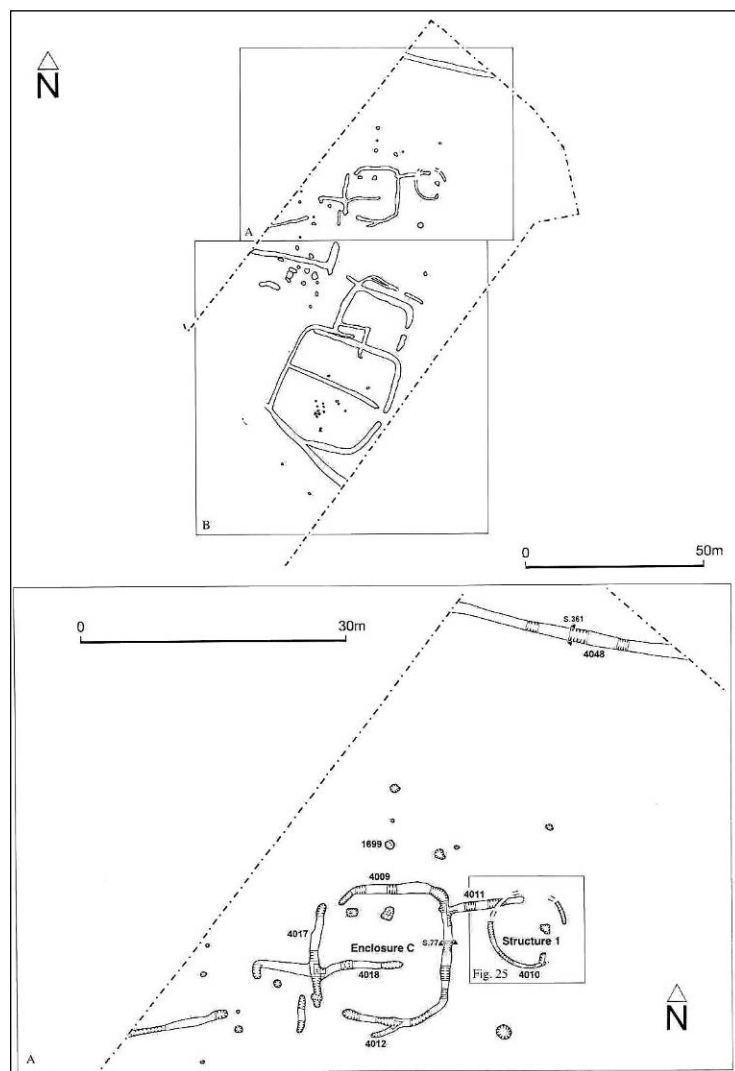 N
A
B
0 50m
0 30m
S.361
4048
1699
4009
4011
4017
Enclosure C
S.77
Structure 1
4018
Fig. 25
4010
4012
N
A